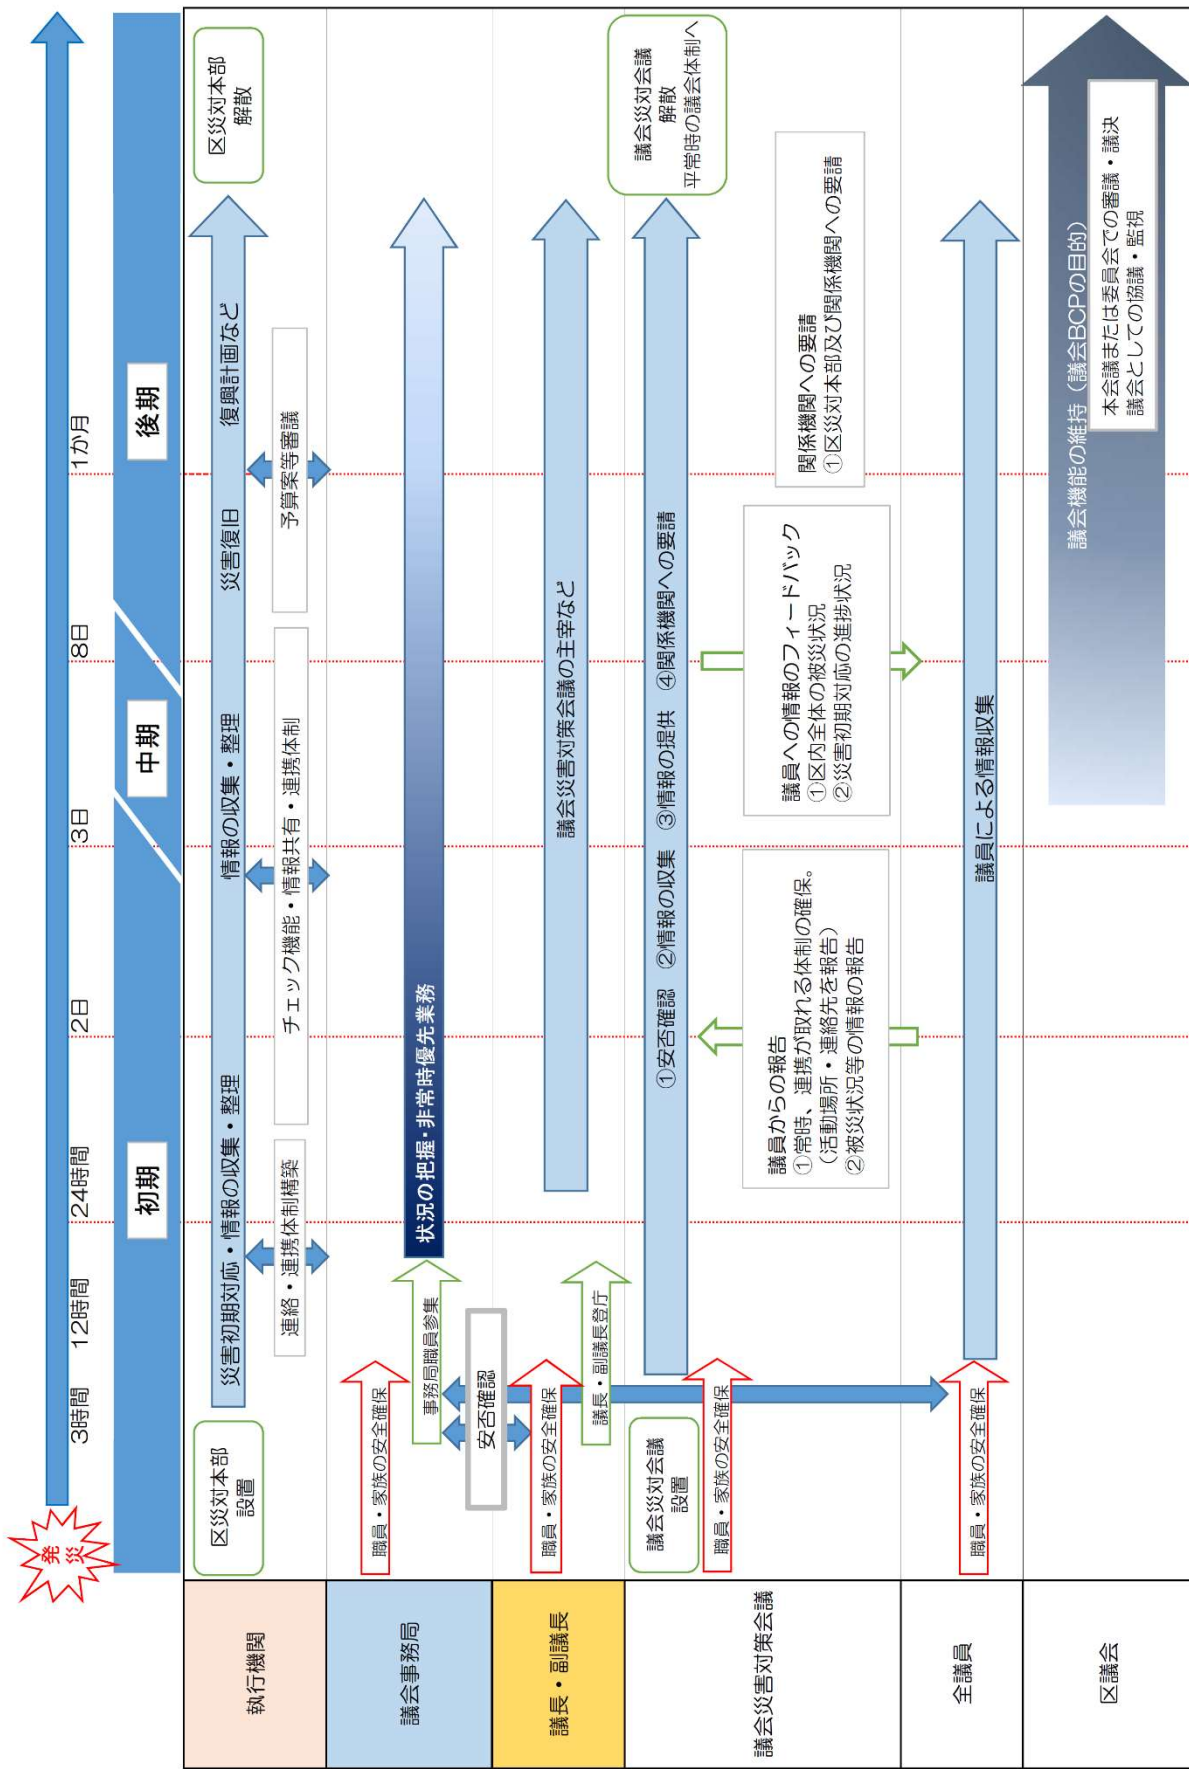 発
災
3時間
12時間
24時間
2日
3日
8日
1か月
初期
中期
後期
執行機関
区災対本部
設置
災害初期対応・情報の収集・整理
情報の収集・整理
災害復旧
復興計画など
区災対本部
解散
連絡・連携体制構築
チェック機能・情報共有・連携体制
予算案等審議
議会事務局
職員・家族の安全確保
事務局職員参集
状況の把握・非常時優先業務
安否確認
議長・副議長
職員・家族の安全確保
議長・副議長登庁
議会災害対策会議の主宰など
議会災害対策会議
議会災対会議
設置
①安否確認 ②情報の収集 ③情報の提供 ④関係機関への要請
議会災対会議
解散
平常時の議会体制へ
職員・家族の安全確保
議員からの報告
①常時、連携が取れる体制の確保。
(活動場所・連絡先を報告)
②被災状況等の情報の報告
議員への情報のフィードバック
①区内全体の被災状況
②災害初期対応の進捗状況
関係機関への要請
①区災対本部及び関係機関への要請
全議員
職員・家族の安全確保
議員による情報収集
区議会
議会機能の維持(議会BCPの目的)
本会議または委員会での審議・議決
議会としての協議・監視